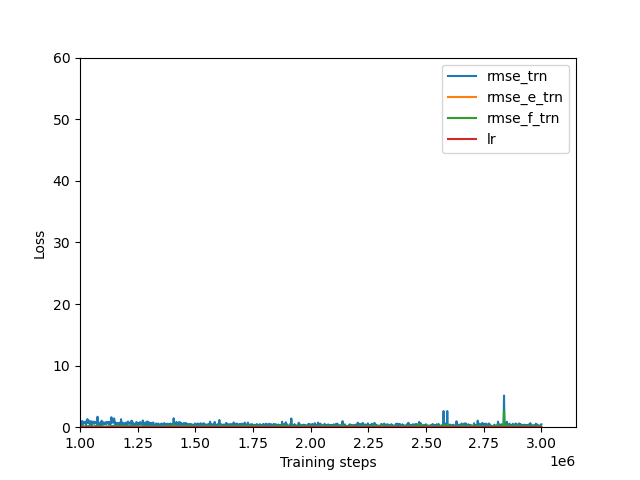 60
50
40
30
20
10
0
Loss
rmse_trn
rmse_e_trn
rmse_f_trn
lr
1.00 1.25 1.50 1.75 2.00 2.25 2.50 2.75 3.00
1e6
Training steps